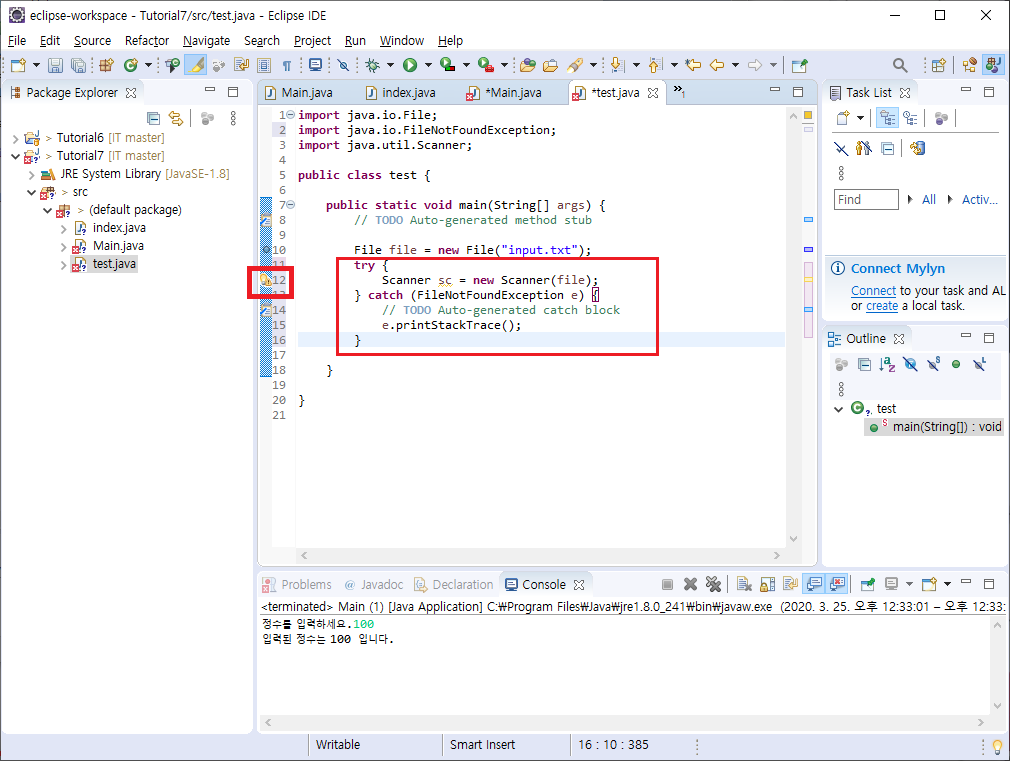 eclipse-workspace - Tutorial7/src/test.java - Eclipse IDE
File Edit Source Refactor Navigate Search Project Run Window Help
Package Explorer
> Tutorial6 [IT master]
> Tutorial7 [IT master]
JRE System Library [JavaSE-1.8]
> src
> (default package)
index.java
Main.java
test.java
Main.java index.java *Main.java *test.java »1
1 import java.io.File;
2 import java.io.FileNotFoundException;
3 import java.util.Scanner;
4
5 public class test {
6
7 public static void main(String[] args) {
8 // TODO Auto-generated method stub
9
10 File file = new File("input.txt");
11 try {
12 Scanner sc = new Scanner(file);
13 } catch (FileNotFoundException e) {
14 // TODO Auto-generated catch block
15 e.printStackTrace();
16 }
17
18 }
19
20 }
21
Task List
Find All Activ...
Connect Mylyn
Connect to your task and AL
or create a local task.
Outline
test
main(String[]) : void
Problems @ Javadoc Declaration Console
<terminated> Main (1) [Java Application] C:₩Program Files₩Java₩jre1.8.0_241₩bin₩javaw.exe (2020. 3. 25. 오후 12:33:01 – 오후 12:33:
정수를 입력하세요.100
입력된 정수는 100 입니다.
Writable Smart Insert 16 : 10 : 385